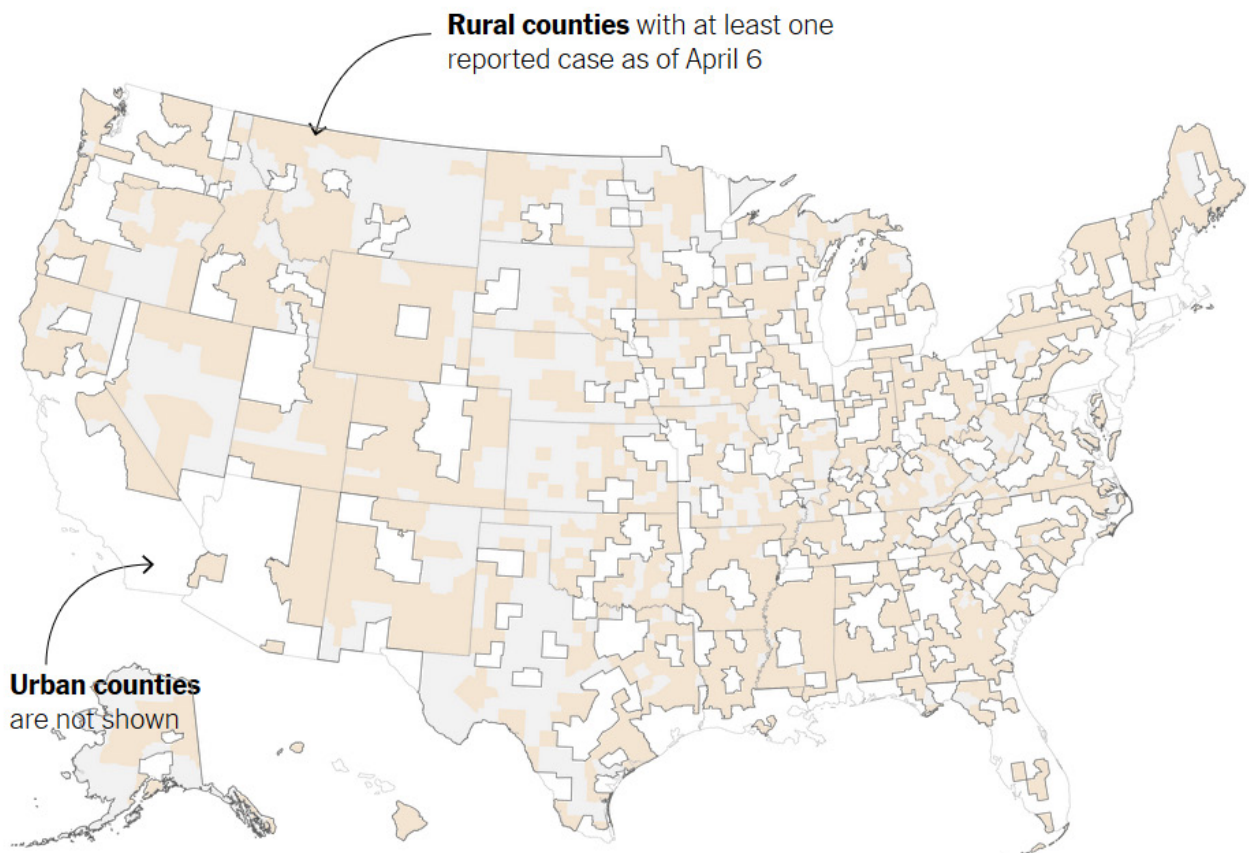 Rural counties with at least one
reported case as of April 6
Urban counties
are not shown